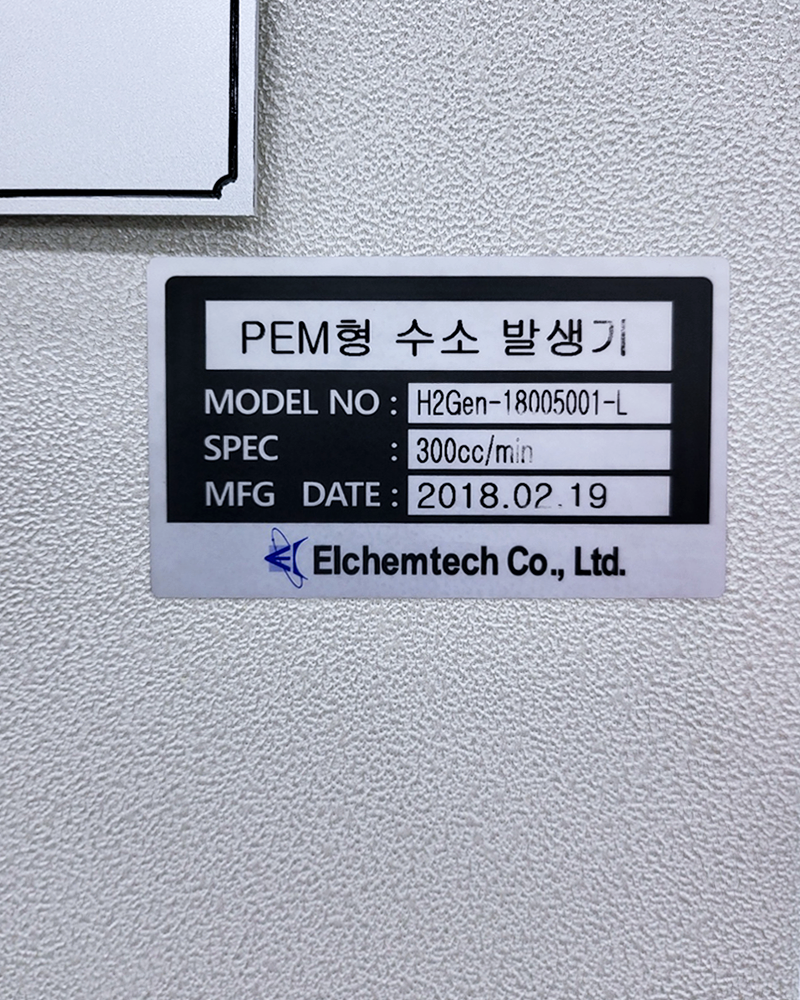 PEM형 수소 발생기
MODEL NO : H2Gen-18005001-L
SPEC : 300cc/min
MFG DATE : 2018.02.19
Elchemtech Co., Ltd.